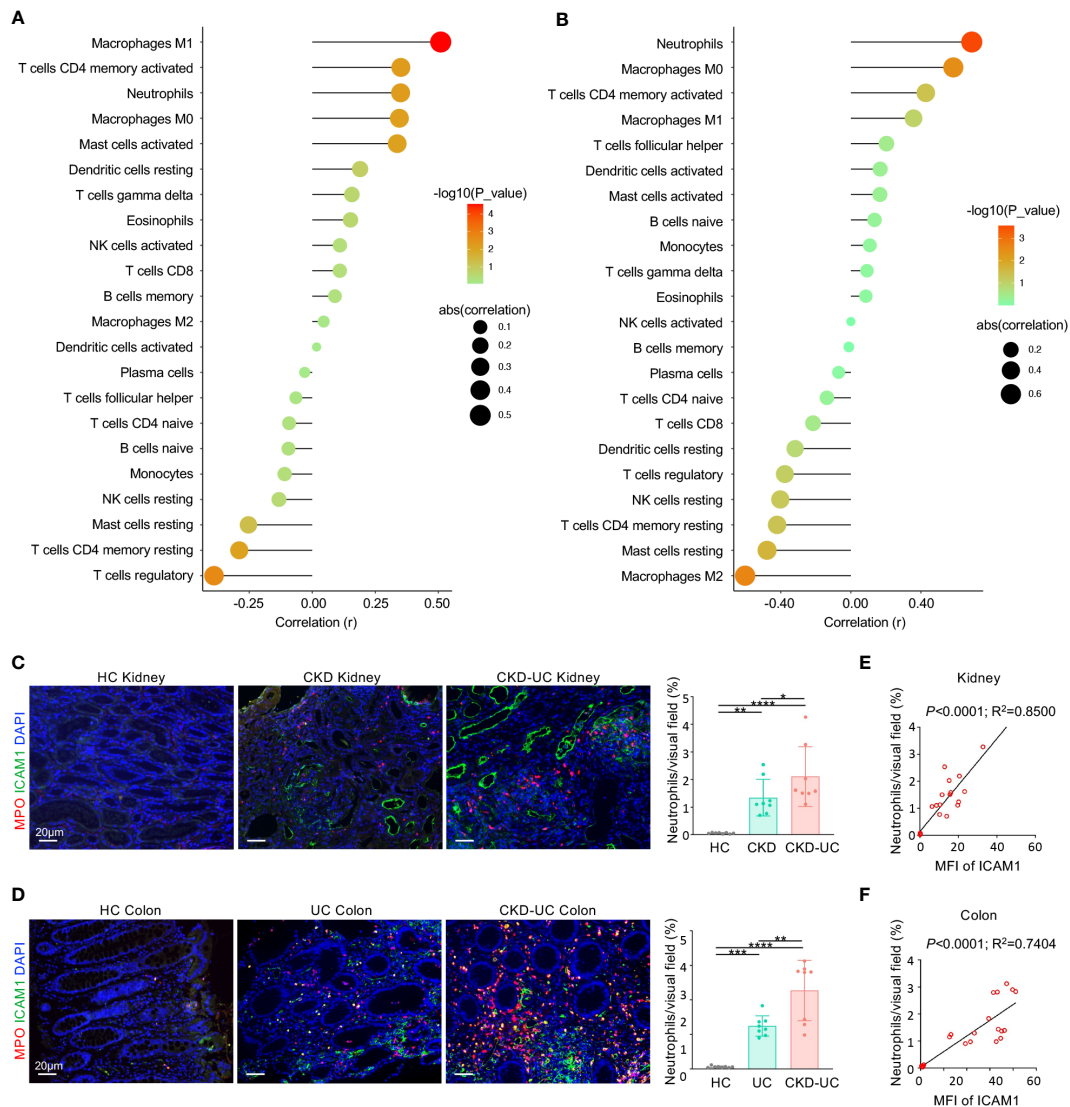 A
Macrophages M1
T cells CD4 memory activated
Neutrophils
Macrophages M0
Mast cells activated
Dendritic cells resting
T cells gamma delta
Eosinophils
NK cells activated
T cells CD8
B cells memory
Macrophages M2
Dendritic cells activated
Plasma cells
T cells follicular helper
T cells CD4 naive
B cells naive
Monocytes
NK cells resting
Mast cells resting
T cells CD4 memory resting
T cells regulatory
-0.25 0.00 0.25 0.50
Correlation (r)
-log10(P_value)
4
3
2
1
abs(correlation)
0.1
0.2
0.3
0.4
0.5
B
Neutrophils
Macrophages M0
T cells CD4 memory activated
Macrophages M1
T cells follicular helper
Dendritic cells activated
Mast cells activated
B cells naive
Monocytes
T cells gamma delta
Eosinophils
NK cells activated
B cells memory
Plasma cells
T cells CD4 naive
T cells CD8
Dendritic cells resting
T cells regulatory
NK cells resting
T cells CD4 memory resting
Mast cells resting
Macrophages M2
-0.40 0.00 0.40
Correlation (r)
-log10(P_value)
3
2
1
abs(correlation)
0.2
0.4
0.6
C
HC Kidney CKD Kidney CKD-UC Kidney
MPO ICAM1 DAPI
20μm
Neutrophils/visual field (%)
5
4
3
2
1
0
*
****
**
HC CKD CKD-UC
E
Kidney
P<0.0001; R²=0.8500
Neutrophils/visual field (%)
4
3
2
1
0
0 20 40 60
MFI of ICAM1
D
HC Colon UC Colon CKD-UC Colon
MPO ICAM1 DAPI
20μm
Neutrophils/visual field (%)
5
4
3
2
1
0
**
****
***
HC UC CKD-UC
F
Colon
P<0.0001; R²=0.7404
Neutrophils/visual field (%)
4
3
2
1
0
0 20 40 60
MFI of ICAM1